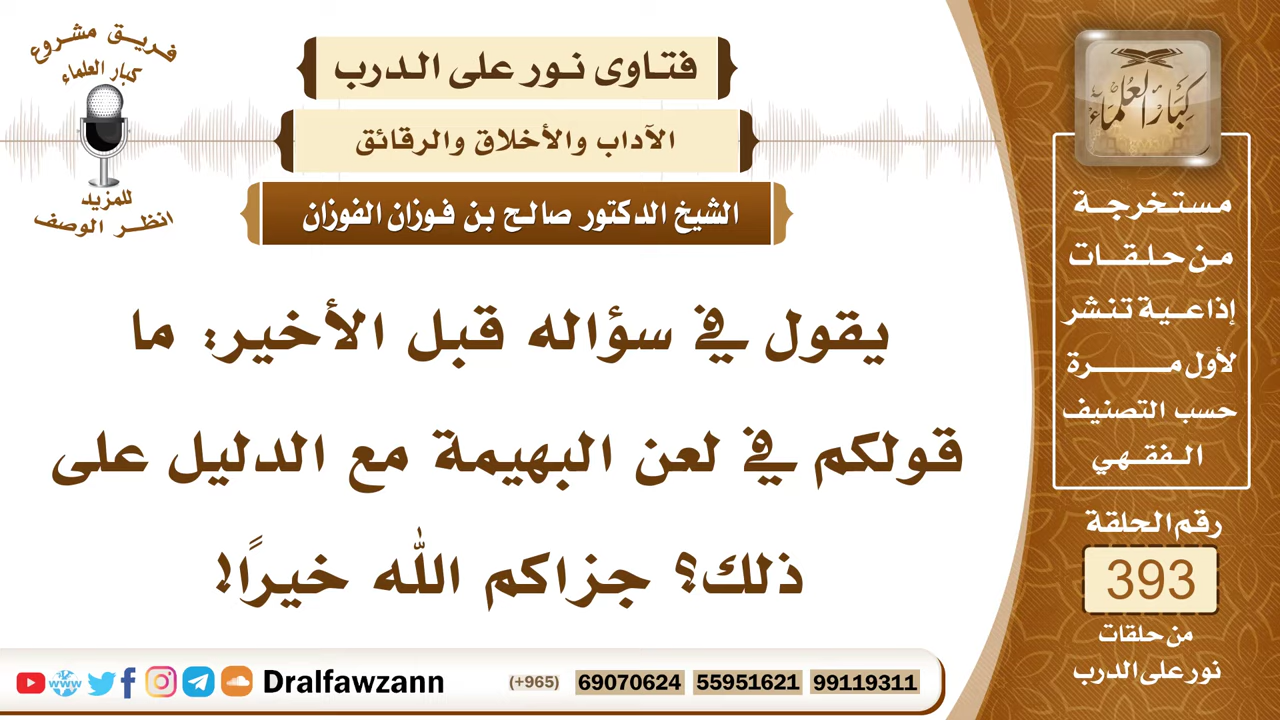 فريق مشروع
كبار العلماء
للمزيد
انظر الوصف
فتاوى نور على الدرب
الآداب والأخلاق والرقائق
الشيخ الدكتور صالح بن فوزان الفوزان
يقول في سؤاله قبل الأخير: ما
قولكم في لعن البهيمة مع الدليل على
ذلك؟ جزاكم الله خيرًا!
كبار العلماء
مستخرجة
من حلقات
إذاعية تنشر
لأول مرة
حسب التصنيف
الفقهي
رقم الحلقة
393
من حلقات
نور على الدرب
www Dralfawzann (+965) 69070624 55951621 99119311